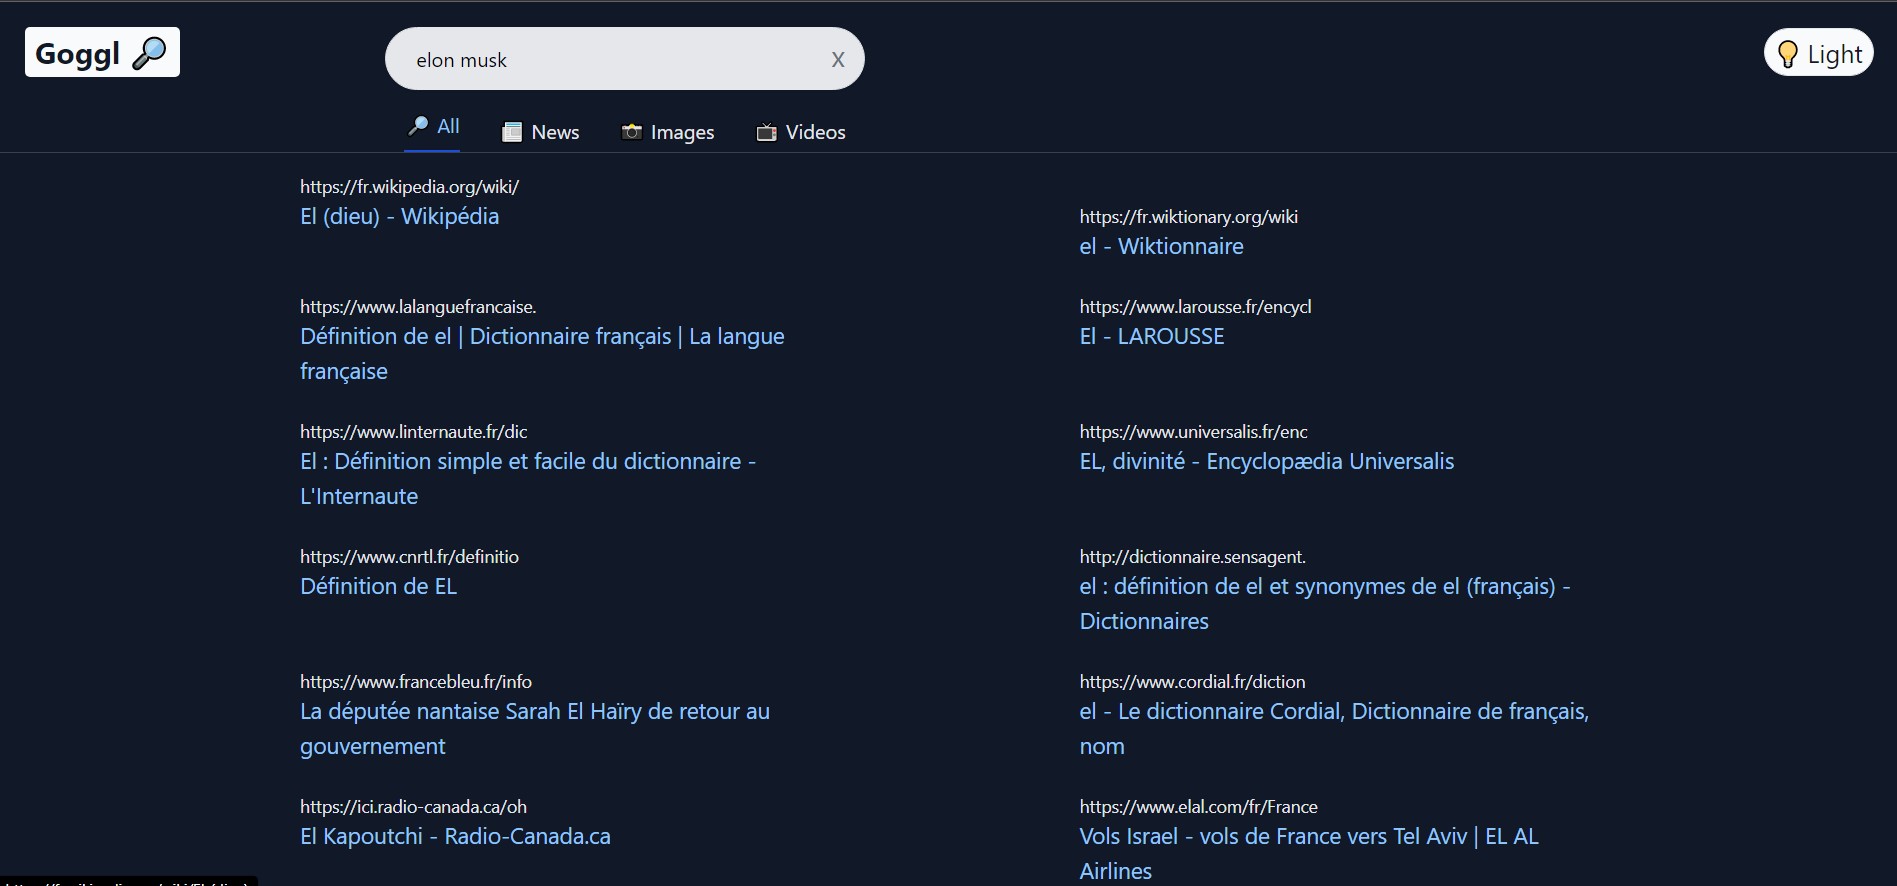 Goggl
elon musk
X
Light
All
News
Images
Videos
https://fr.wikipedia.org/wiki/
El (dieu) - Wikipédia
https://fr.wiktionary.org/wiki
el - Wiktionnaire
https://www.lalanguefrancaise.
Définition de el | Dictionnaire français | La langue
française
https://www.larousse.fr/encycl
El - LAROUSSE
https://www.linternaute.fr/dic
El : Définition simple et facile du dictionnaire -
L'Internaute
https://www.universalis.fr/enc
EL, divinité - Encyclopædia Universalis
https://www.cnrtl.fr/definitio
Définition de EL
http://dictionnaire.sensagent.
el : définition de el et synonymes de el (français) -
Dictionnaires
https://www.francebleu.fr/info
La députée nantaise Sarah El Haïry de retour au
gouvernement
https://www.cordial.fr/diction
el - Le dictionnaire Cordial, Dictionnaire de français,
nom
https://ici.radio-canada.ca/oh
El Kapoutchi - Radio-Canada.ca
https://www.elal.com/fr/France
Vols Israel - vols de France vers Tel Aviv | EL AL
Airlines